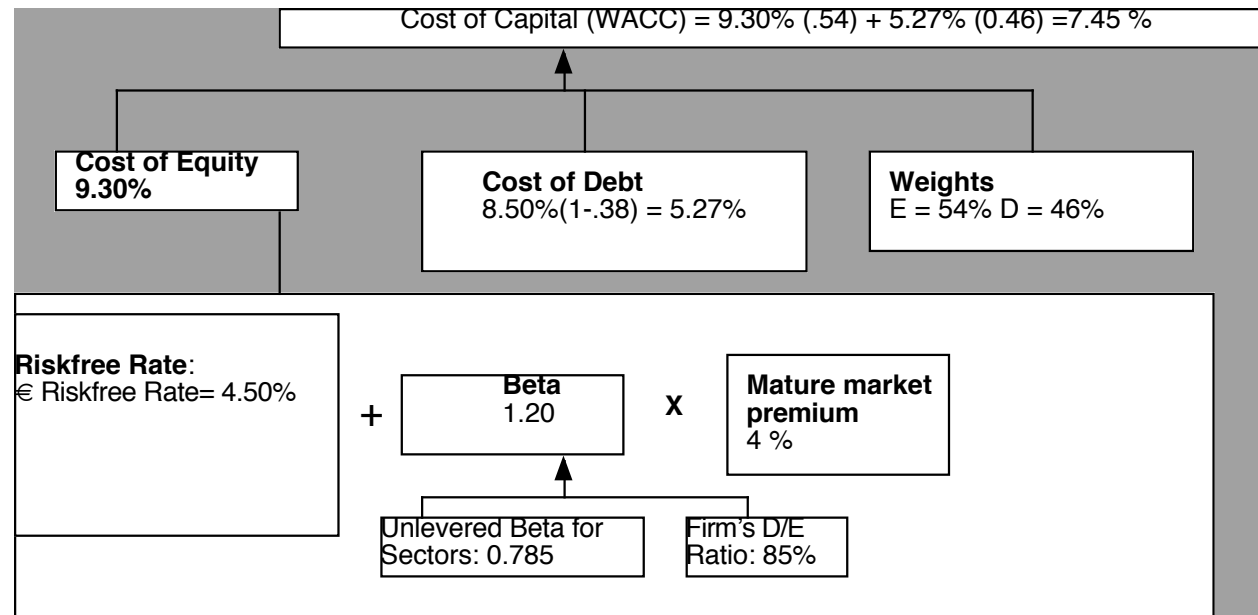 Cost of Capital (WACC) = 9.30% (.54) + 5.27% (0.46) =7.45 %
Cost of Equity
9.30%
Cost of Debt
8.50%(1-.38) = 5.27%
Weights
E = 54% D = 46%
Riskfree Rate:
€ Riskfree Rate= 4.50%
+
Beta
1.20
X
Mature market
premium
4 %
Unlevered Beta for
Sectors: 0.785
Firm's D/E
Ratio: 85%